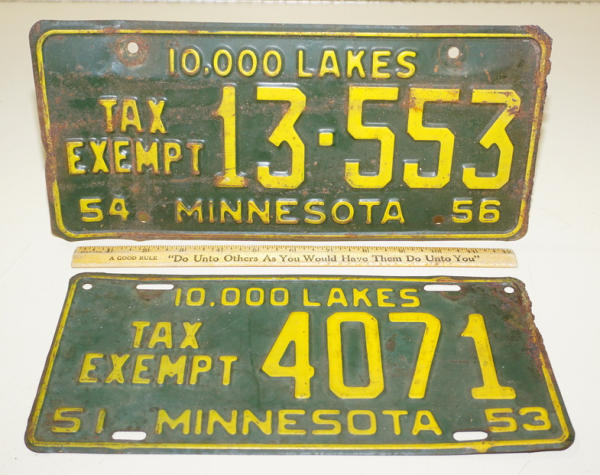 10,000 LAKES
TAX
EXEMPT 13·553
54 MINNESOTA 56
A GOOD RULE "Do Unto Others As You Would Have Them Do Unto You"
10,000 LAKES
TAX
EXEMPT 4071
51 MINNESOTA 53